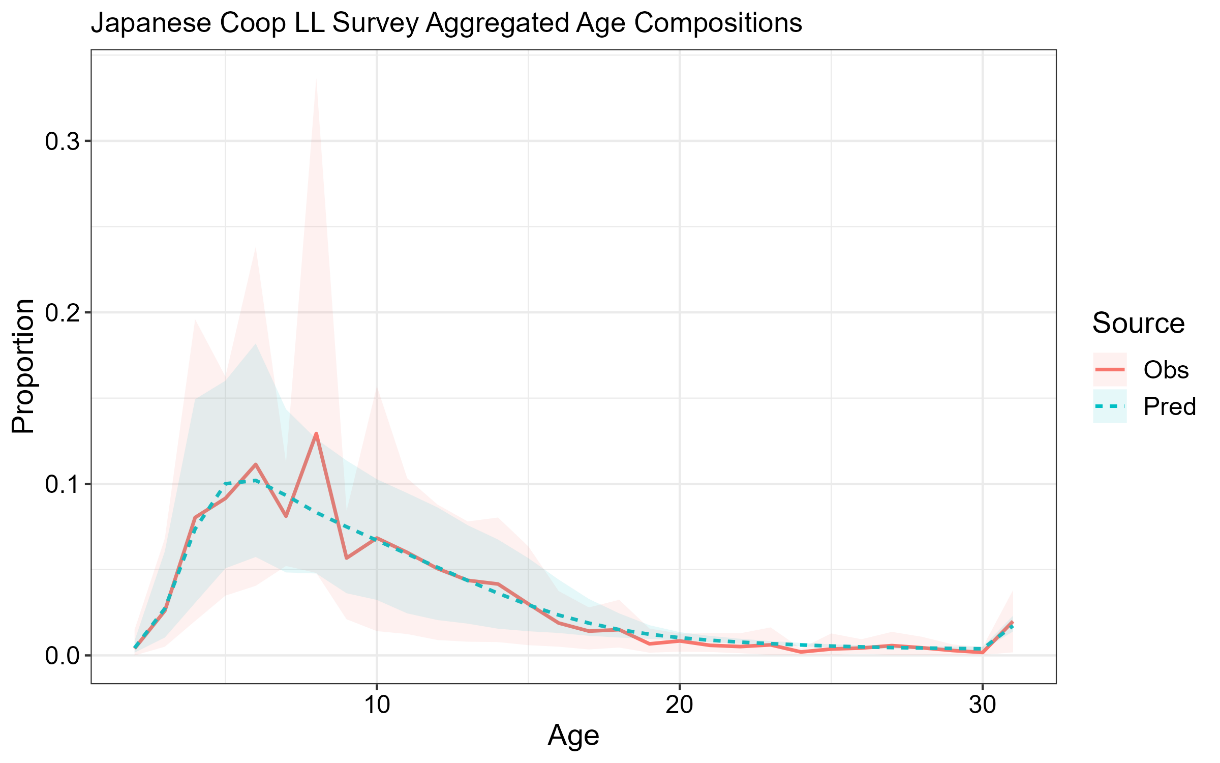 Japanese Coop LL Survey Aggregated Age Compositions
Proportion
0.3
0.2
0.1
0.0
10
20
30
Age
Source
Obs
Pred